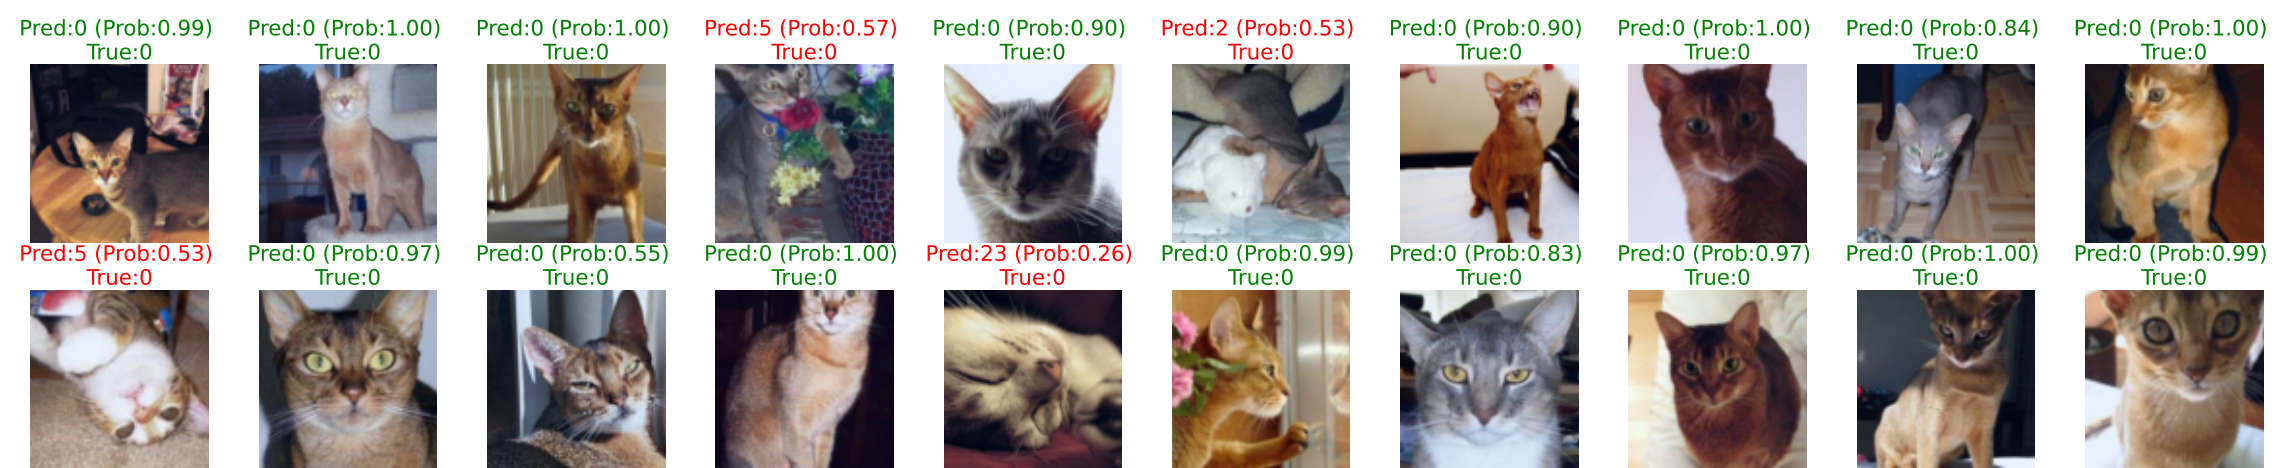 Pred:0 (Prob:0.99) Pred:0 (Prob:1.00) Pred:0 (Prob:1.00) Pred:5 (Prob:0.57) Pred:0 (Prob:0.90) Pred:2 (Prob:0.53) Pred:0 (Prob:0.90) Pred:0 (Prob:1.00) Pred:0 (Prob:0.84) Pred:0 (Prob:1.00)
True:0 True:0 True:0 True:0 True:0 True:0 True:0 True:0 True:0 True:0
Pred:5 (Prob:0.53) Pred:0 (Prob:0.97) Pred:0 (Prob:0.55) Pred:0 (Prob:1.00) Pred:23 (Prob:0.26) Pred:0 (Prob:0.99) Pred:0 (Prob:0.83) Pred:0 (Prob:0.97) Pred:0 (Prob:1.00) Pred:0 (Prob:0.99)
True:0 True:0 True:0 True:0 True:0 True:0 True:0 True:0 True:0 True:0